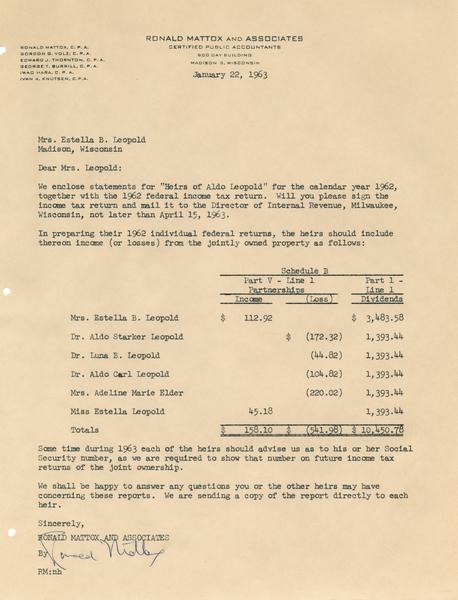 RONALD MATTOX AND ASSOCIATES
CERTIFIED PUBLIC ACCOUNTANTS
GAY BUILDING
MADISON 3, WISCONSIN
RONALD MATTOX, C.P.A.
GORDON S. VOLZ, C.P.A.
EDWARD J. THORNTON, C.P.A.
GEORGE T. BURRILL, C.P.A.
IWAO HARA, C.P.A.
IVAN A. KNUTSEN, C.P.A.
January 22, 1963
Mrs. Estella B. Leopold
Madison, Wisconsin
Dear Mrs. Leopold:
We enclose statements for "Heirs of Aldo Leopold" for the calendar year 1962,
together with the 1962 federal income tax return. Will you please sign the
income tax return and mail it to the Director of Internal Revenue, Milwaukee,
Wisconsin, not later than April 15, 1963.
In preparing their 1962 individual federal returns, the heirs should include
thereon income (or losses) from the jointly owned property as follows:
Schedule B
Part V - Line 1 Part 1 -
Partnerships Line 1
Income (Loss) Dividends
Mrs. Estella B. Leopold $ 112.92 $ 3,483.58
Dr. Aldo Starker Leopold $ (172.32) 1,393.44
Dr. Luna B. Leopold (44.82) 1,393.44
Dr. Aldo Carl Leopold (104.82) 1,393.44
Mrs. Adeline Marie Elder (220.02) 1,393.44
Miss Estella Leopold 45.18 1,393.44
Totals $ 158.10 $ (541.98) $ 10,450.78
Some time during 1963 each of the heirs should advise us as to his or her Social
Security number, as we are required to show that number on future income tax
returns of the joint ownership.
We shall be happy to answer any questions you or the other heirs may have
concerning these reports. We are sending a copy of the report directly to each
heir.
Sincerely,
RONALD MATTOX AND ASSOCIATES
By Ronald Mattox
RM:nh